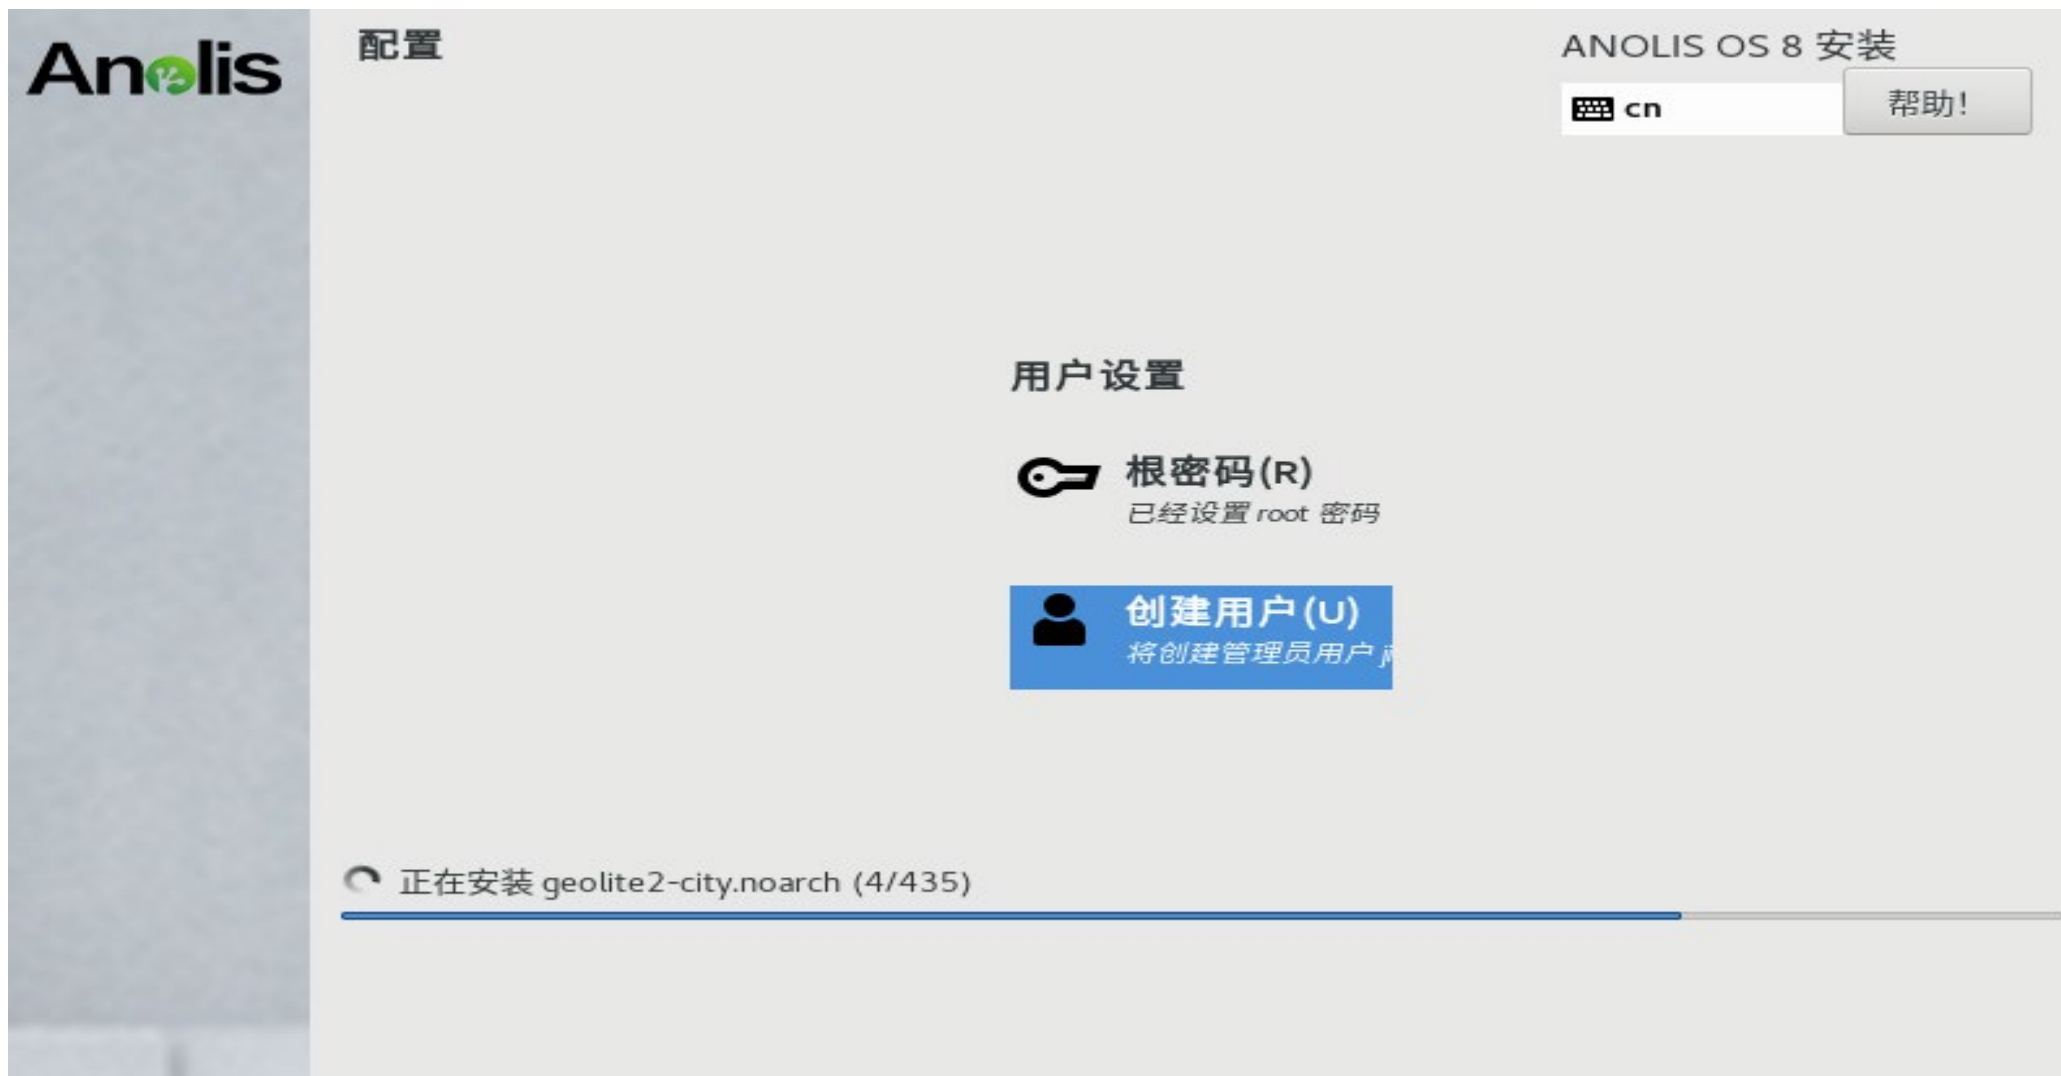 Anolis
配置
ANOLIS OS 8 安装
cn
帮助!
用户设置
根密码(R)
已经设置 root 密码
创建用户(U)
将创建管理员用户
正在安装 geolite2-city.noarch (4/435)